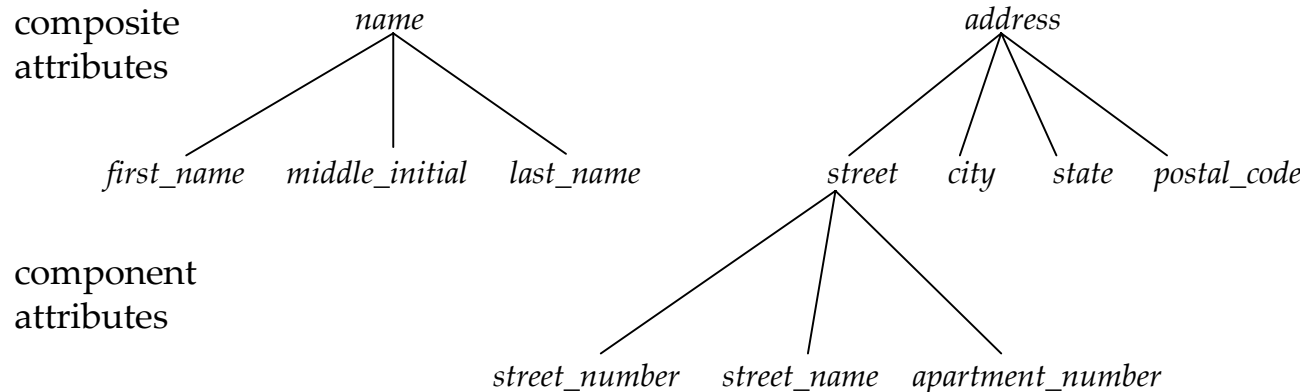 composite
attributes
name
address
first_name middle_initial last_name
street city state postal_code
component
attributes
street_number street_name apartment_number